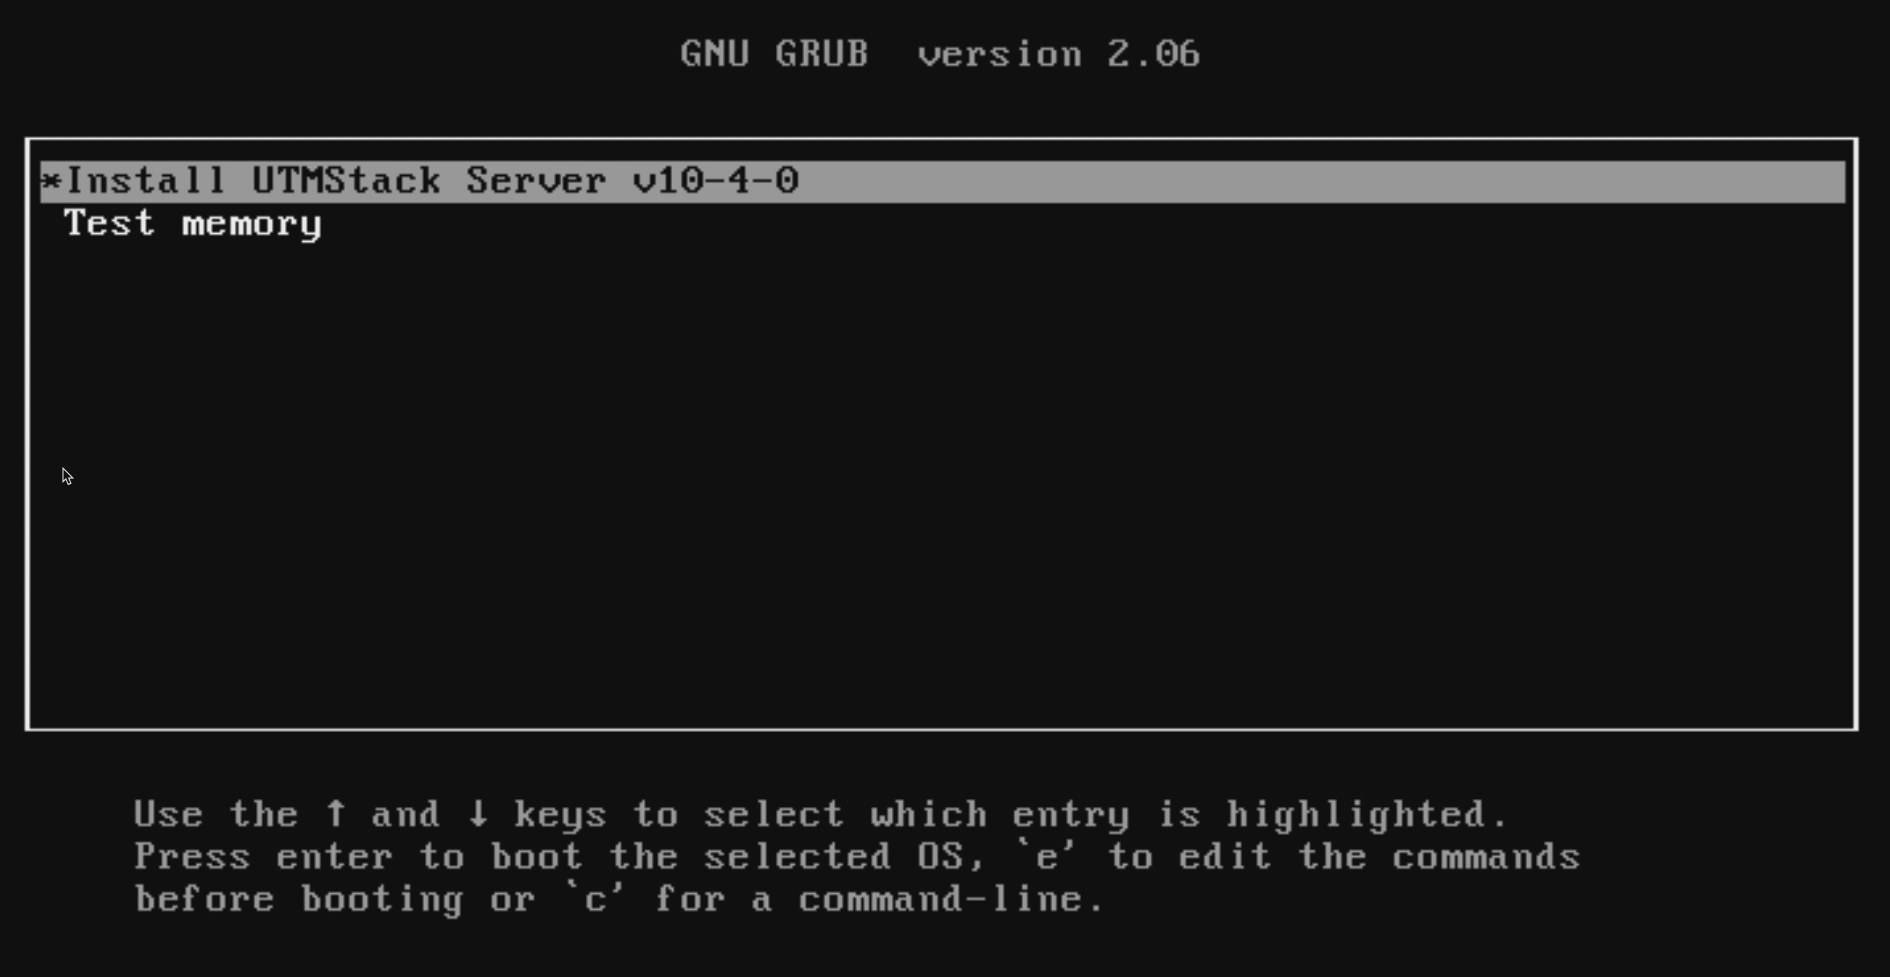 GNU GRUB  version 2.06
*Install UTMStack Server v10-4-0
Test memory
Use the ↑ and ↓ keys to select which entry is highlighted.
Press enter to boot the selected OS, `e' to edit the commands
before booting or `c' for a command-line.